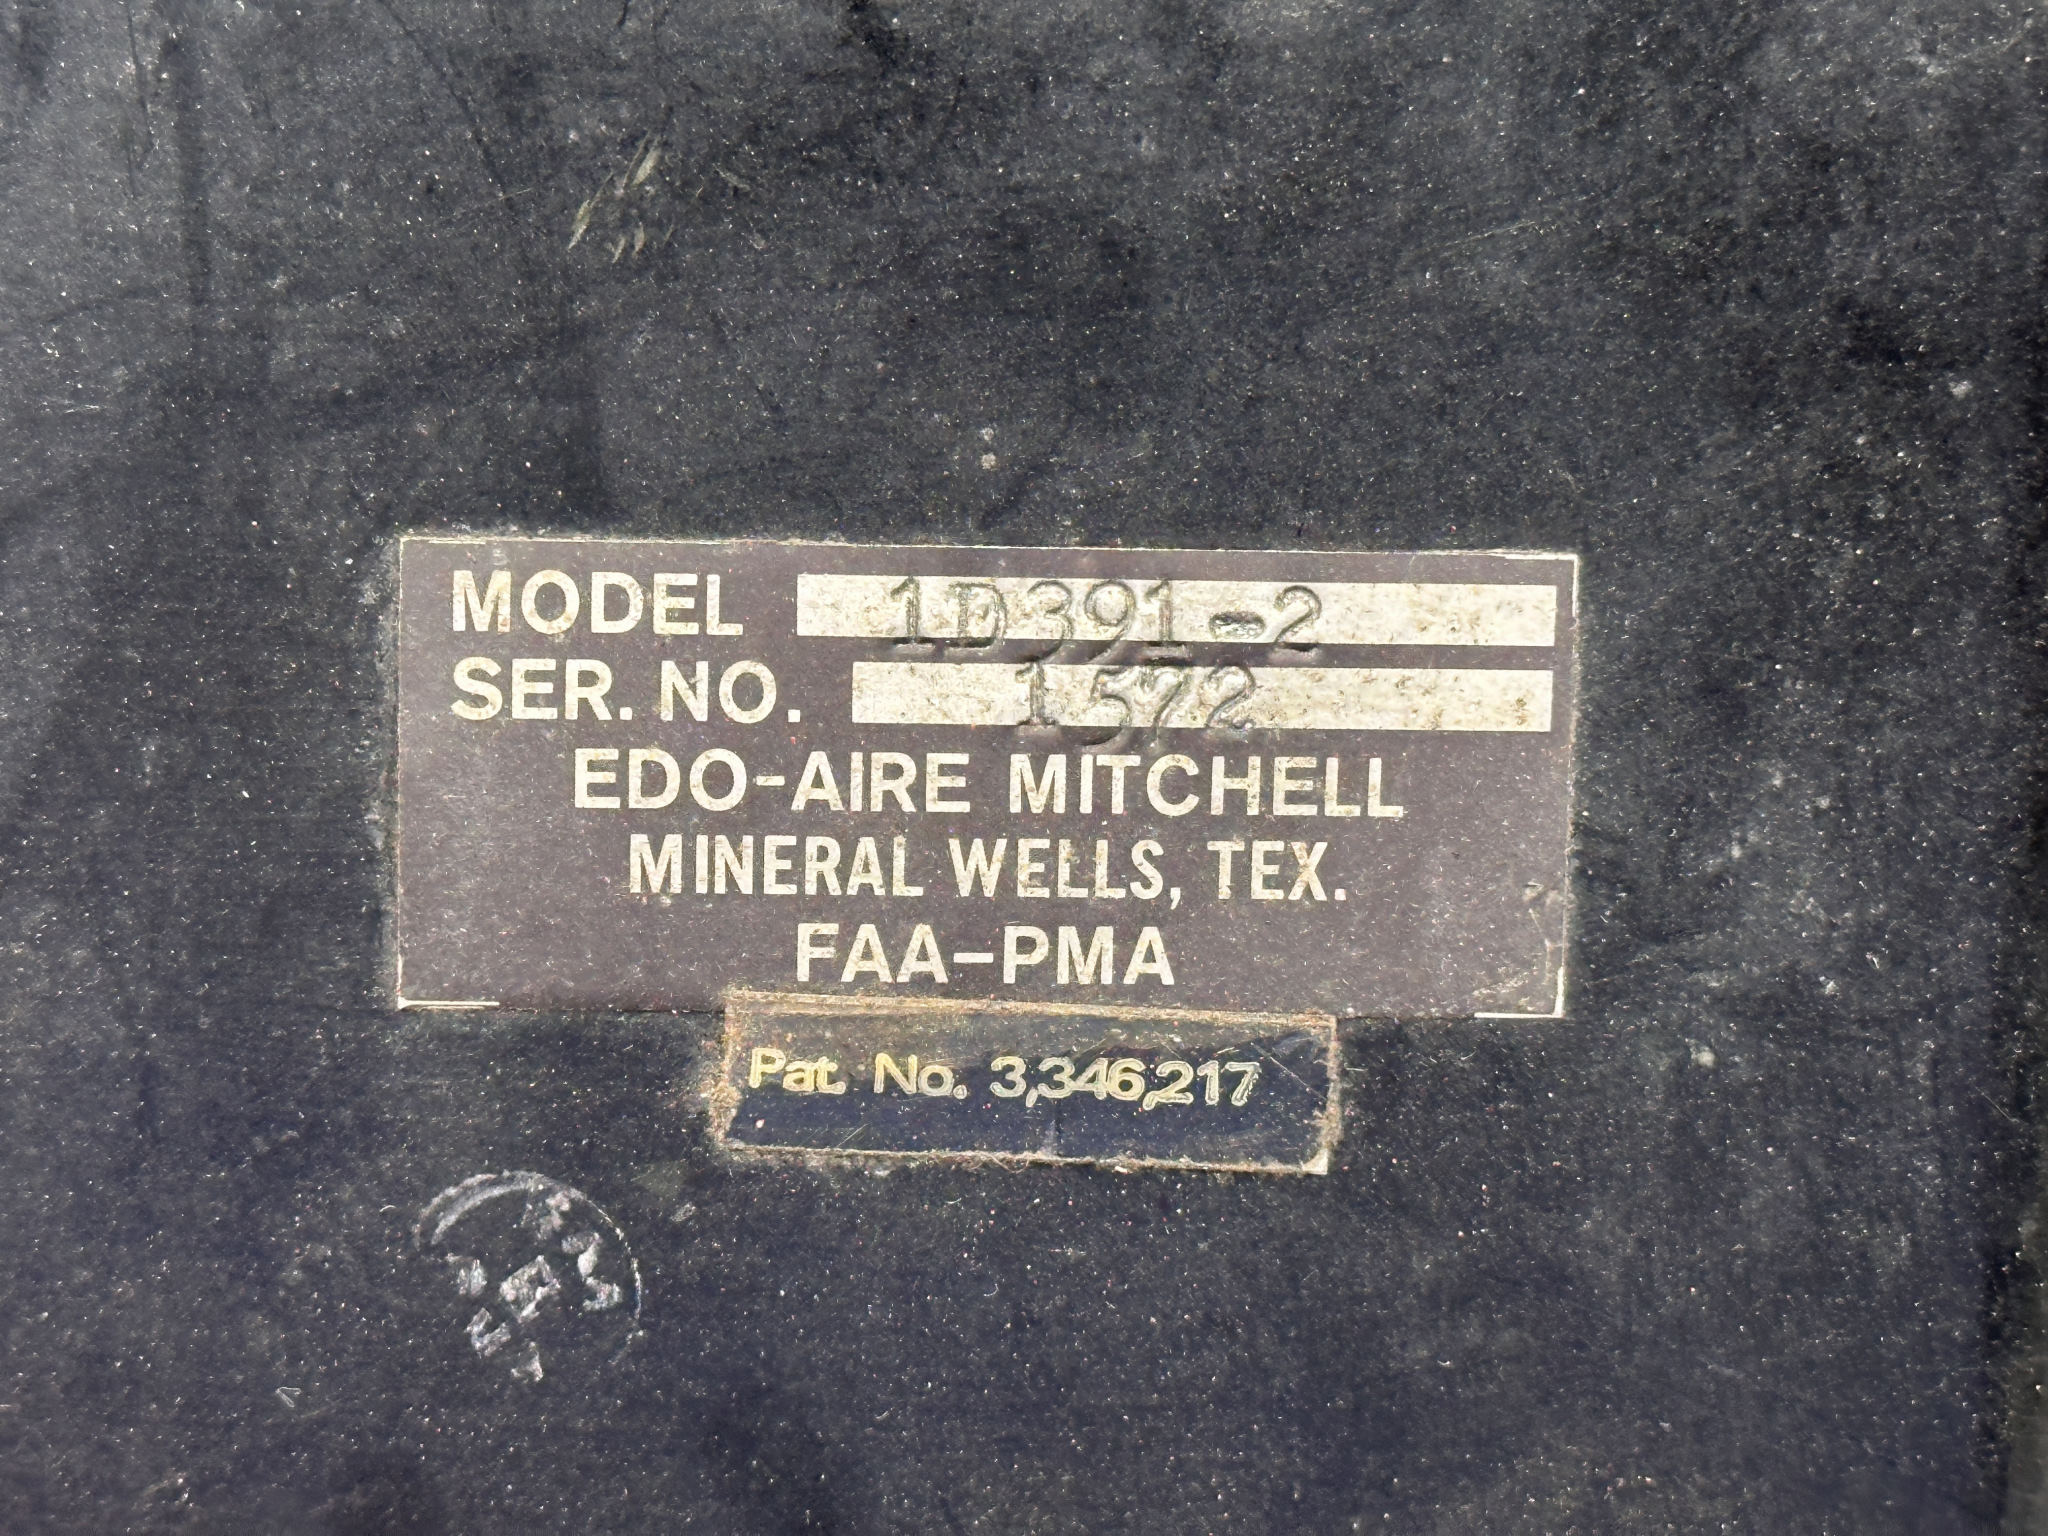 MODEL 1D391-2
SER. NO. 1572
EDO-AIRE MITCHELL
MINERAL WELLS, TEX.
FAA-PMA
Pat. No. 3,346,217